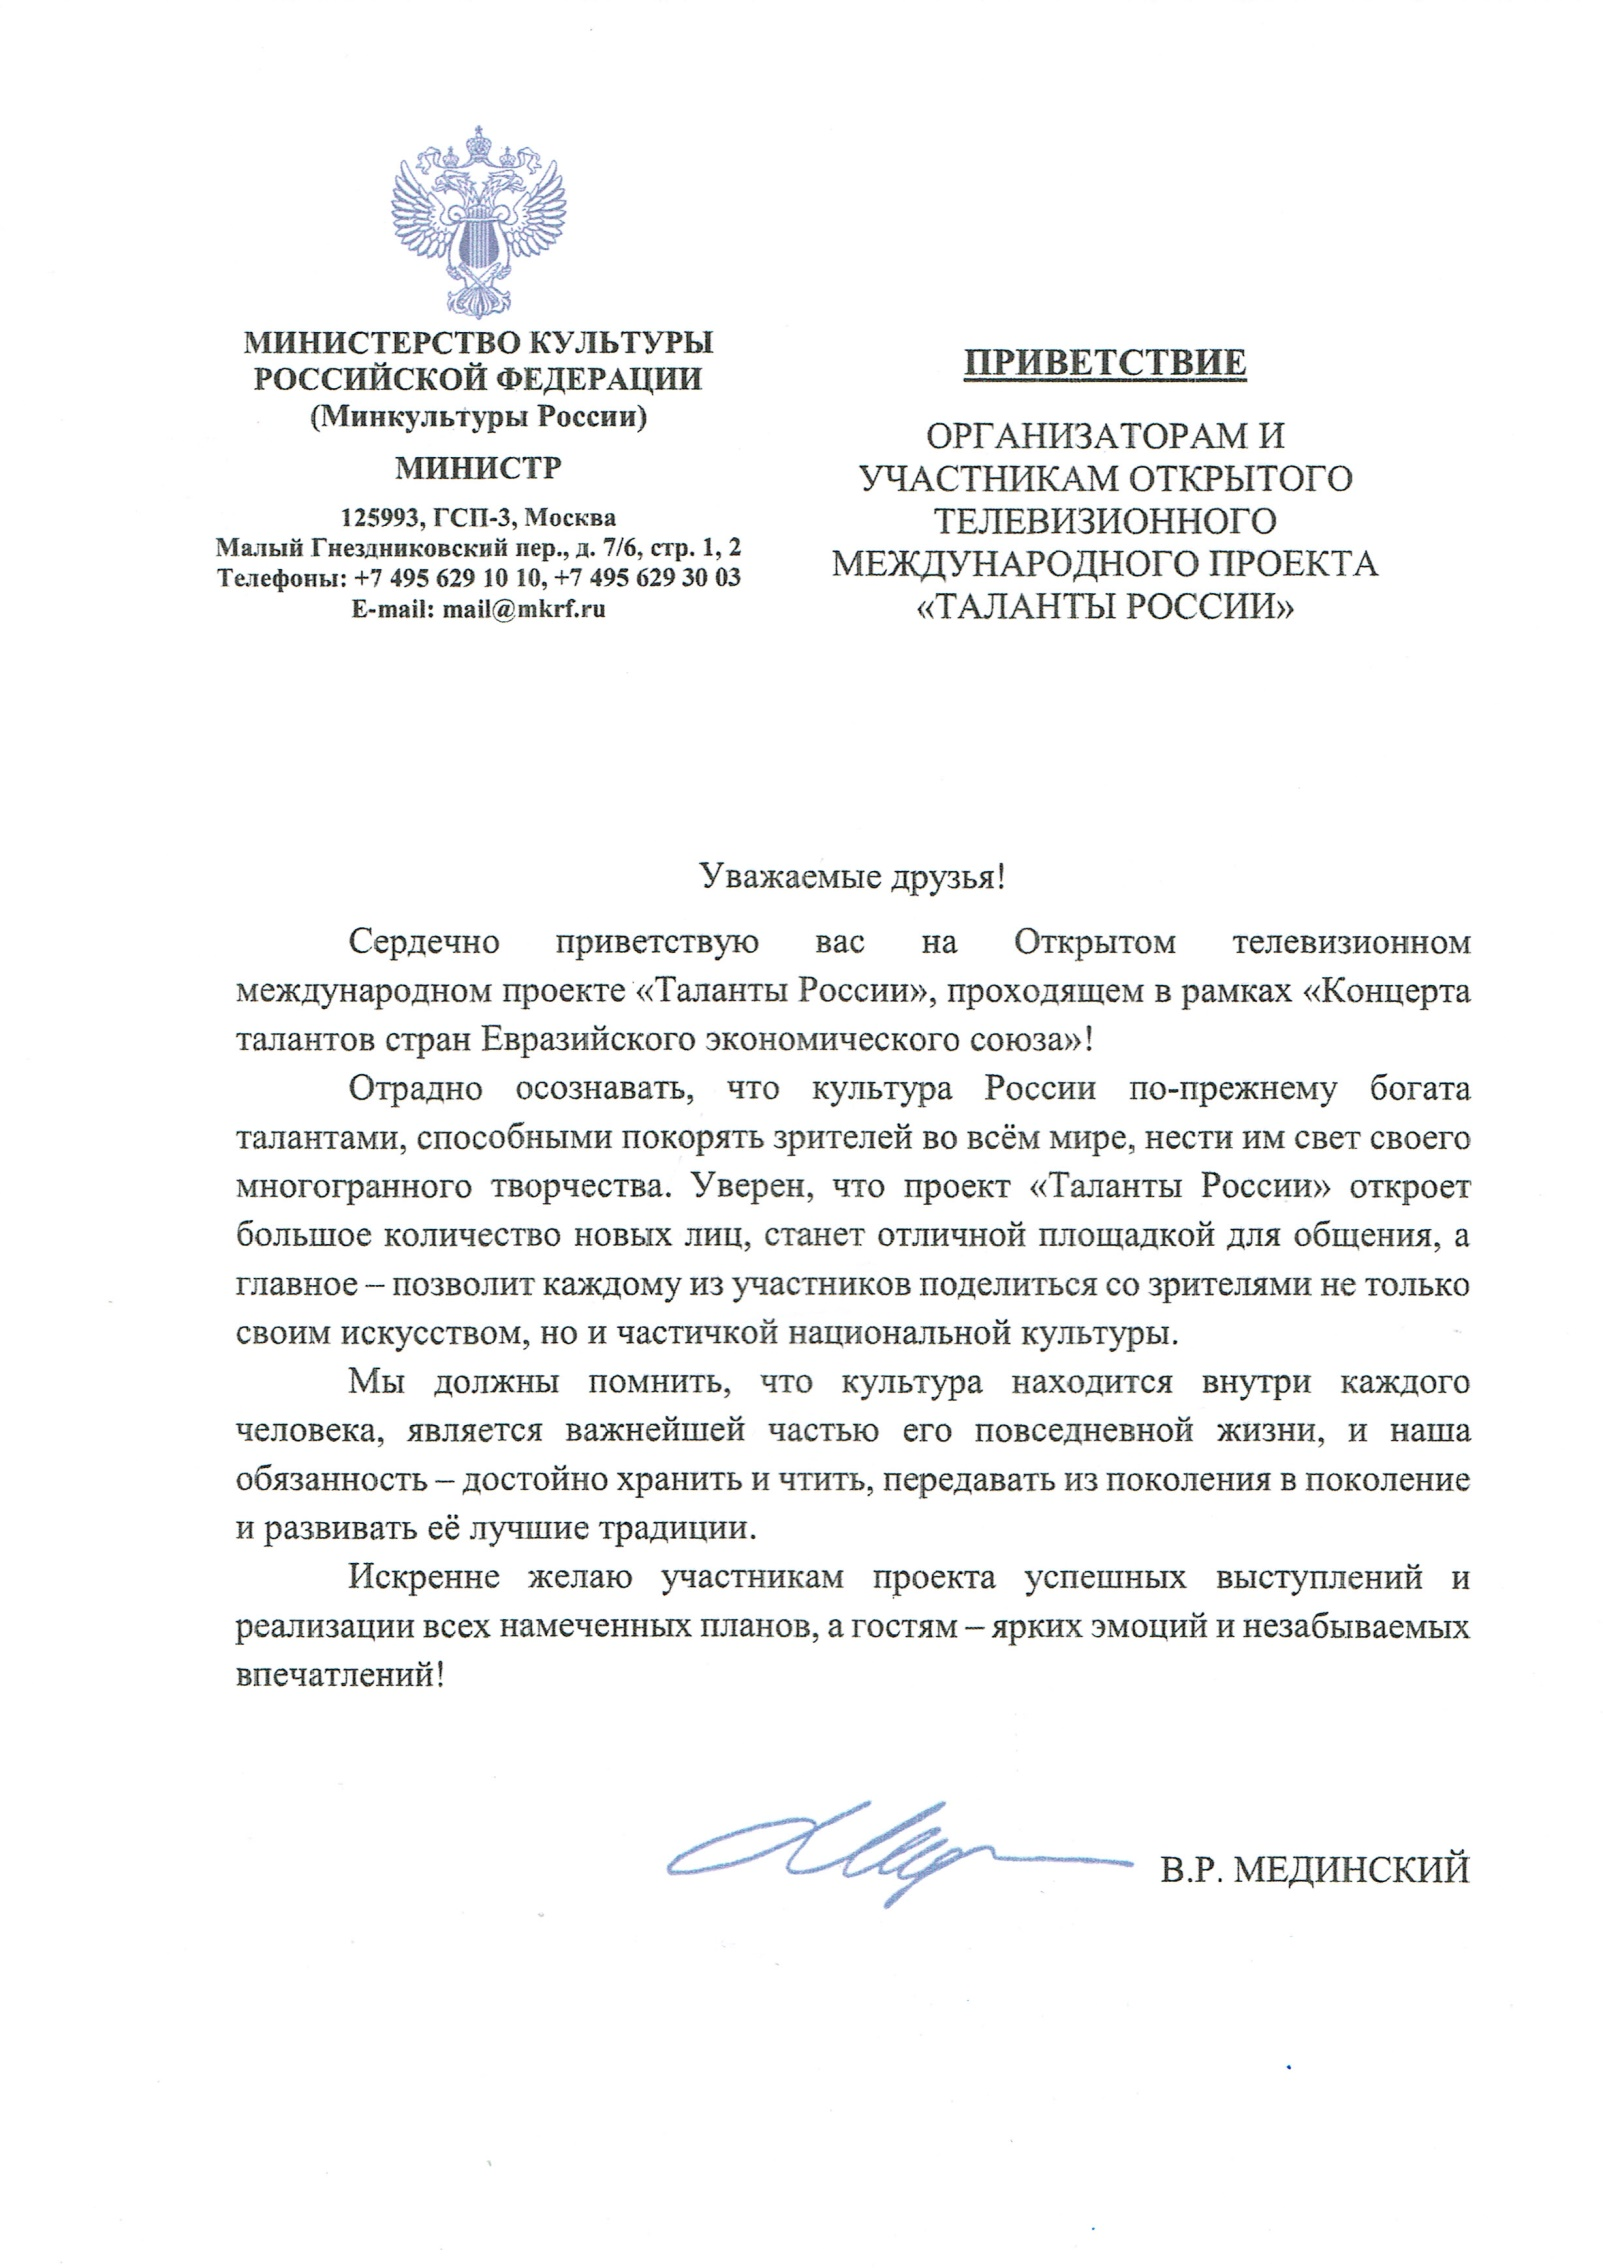 МИНИСТЕРСТВО КУЛЬТУРЫ
РОССИЙСКОЙ ФЕДЕРАЦИИ
(Минкультуры России)
МИНИСТР
125993, ГСП-3, Москва
Малый Гнездниковский пер., д. 7/6, стр. 1, 2
Телефоны: +7 495 629 10 10, +7 495 629 30 03
E-mail: mail@mkrf.ru
ПРИВЕТСТВИЕ
ОРГАНИЗАТОРАМ И
УЧАСТНИКАМ ОТКРЫТОГО
ТЕЛЕВИЗИОННОГО
МЕЖДУНАРОДНОГО ПРОЕКТА
«ТАЛАНТЫ РОССИИ»
Уважаемые друзья!
Сердечно приветствую вас на Открытом телевизионном
международном проекте «Таланты России», проходящем в рамках «Концерта
талантов стран Евразийского экономического союза»!
Отрадно осознавать, что культура России по-прежнему богата
талантами, способными покорять зрителей во всём мире, нести им свет своего
многогранного творчества. Уверен, что проект «Таланты России» откроет
большое количество новых лиц, станет отличной площадкой для общения, а
главное – позволит каждому из участников поделиться со зрителями не только
своим искусством, но и частичкой национальной культуры.
Мы должны помнить, что культура находится внутри каждого
человека, является важнейшей частью его повседневной жизни, и наша
обязанность – достойно хранить и чтить, передавать из поколения в поколение
и развивать её лучшие традиции.
Искренне желаю участникам проекта успешных выступлений и
реализации всех намеченных планов, а гостям – ярких эмоций и незабываемых
впечатлений!
В.Р. МЕДИНСКИЙ